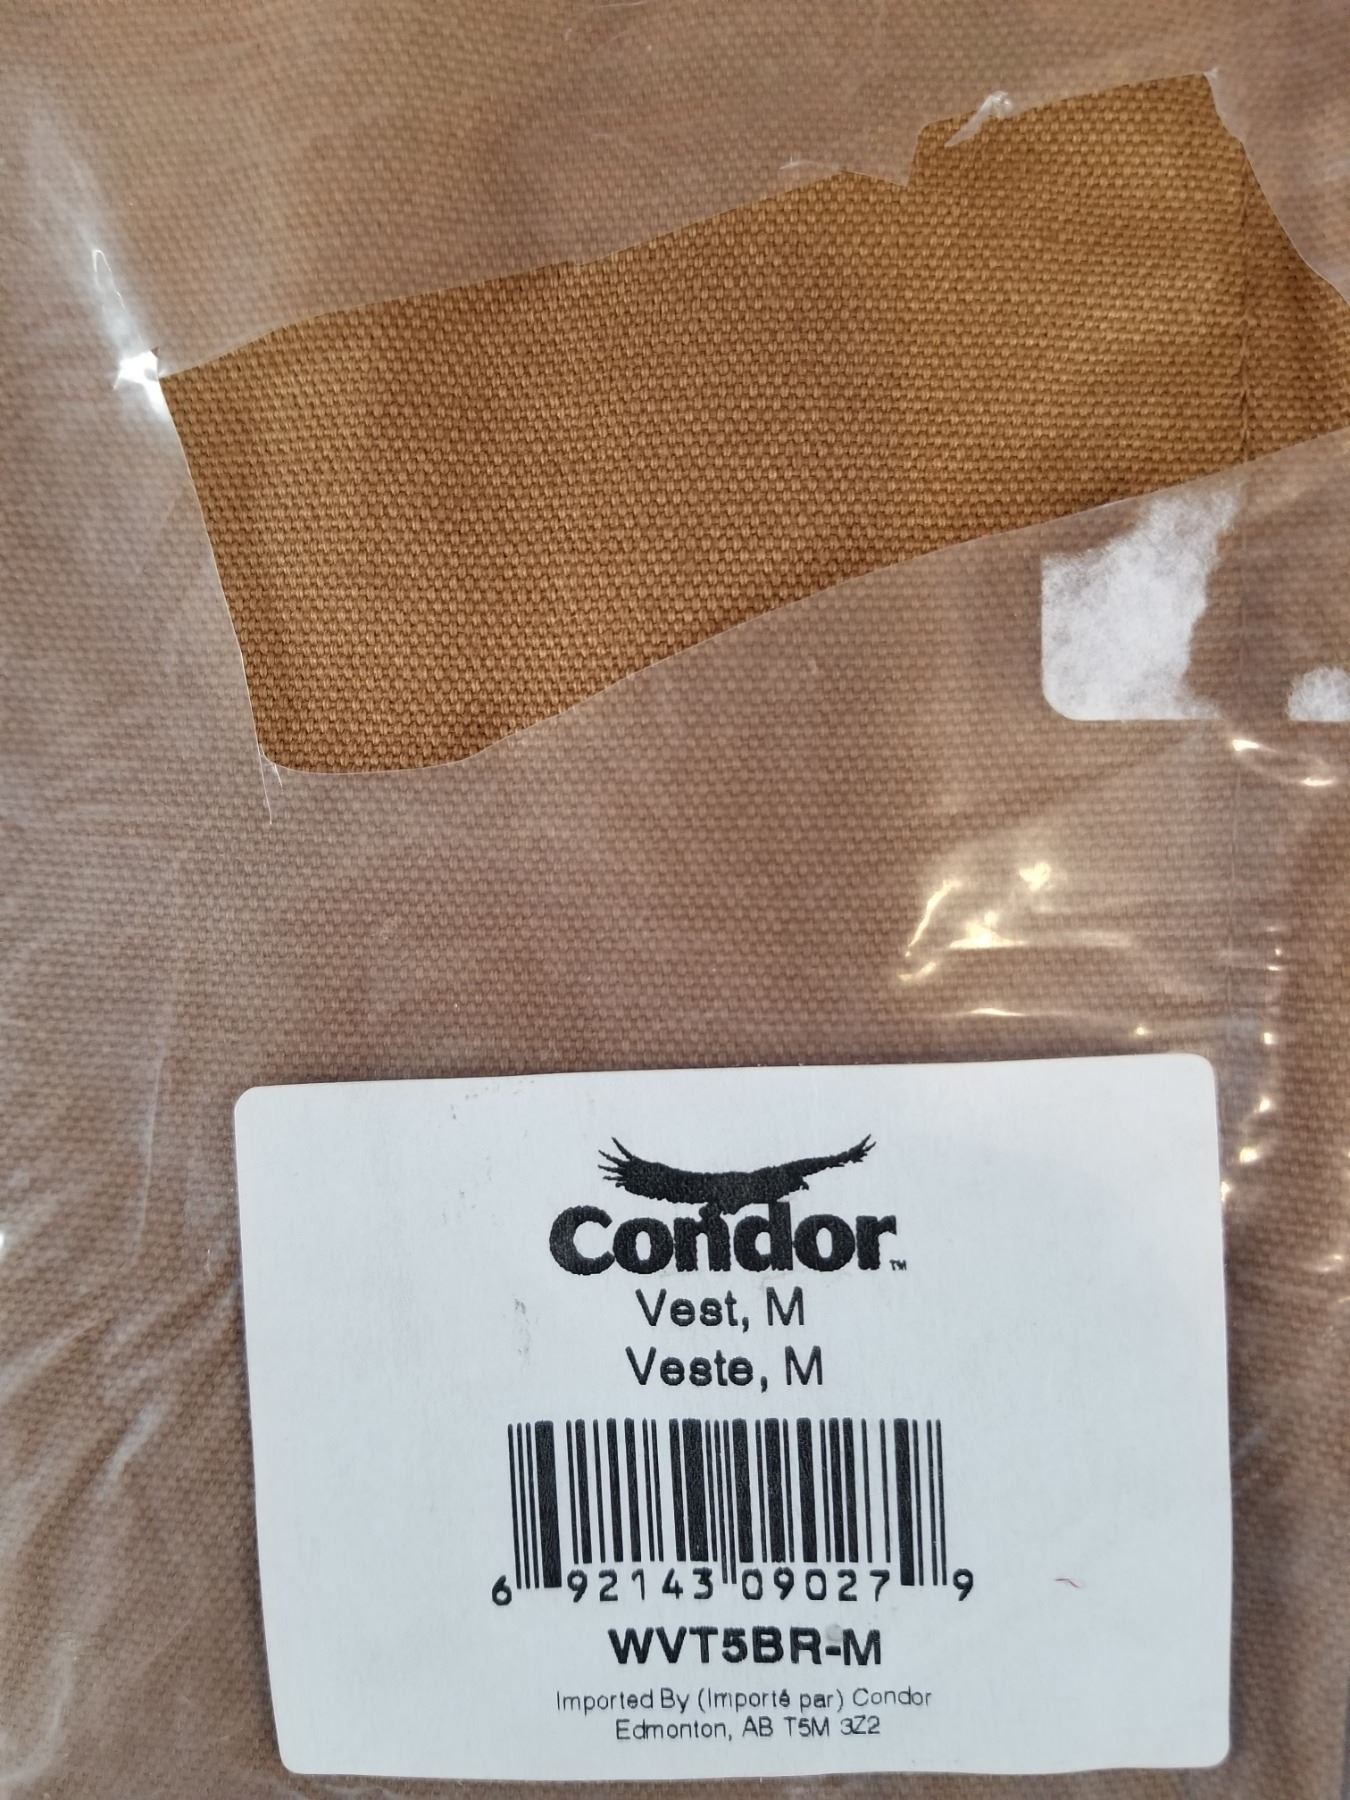 Condor™
Vest, M
Veste, M
6 92143 09027 9
WVT5BR-M
Imported By (Importé par) Condor
Edmonton, AB T5M 3Z2